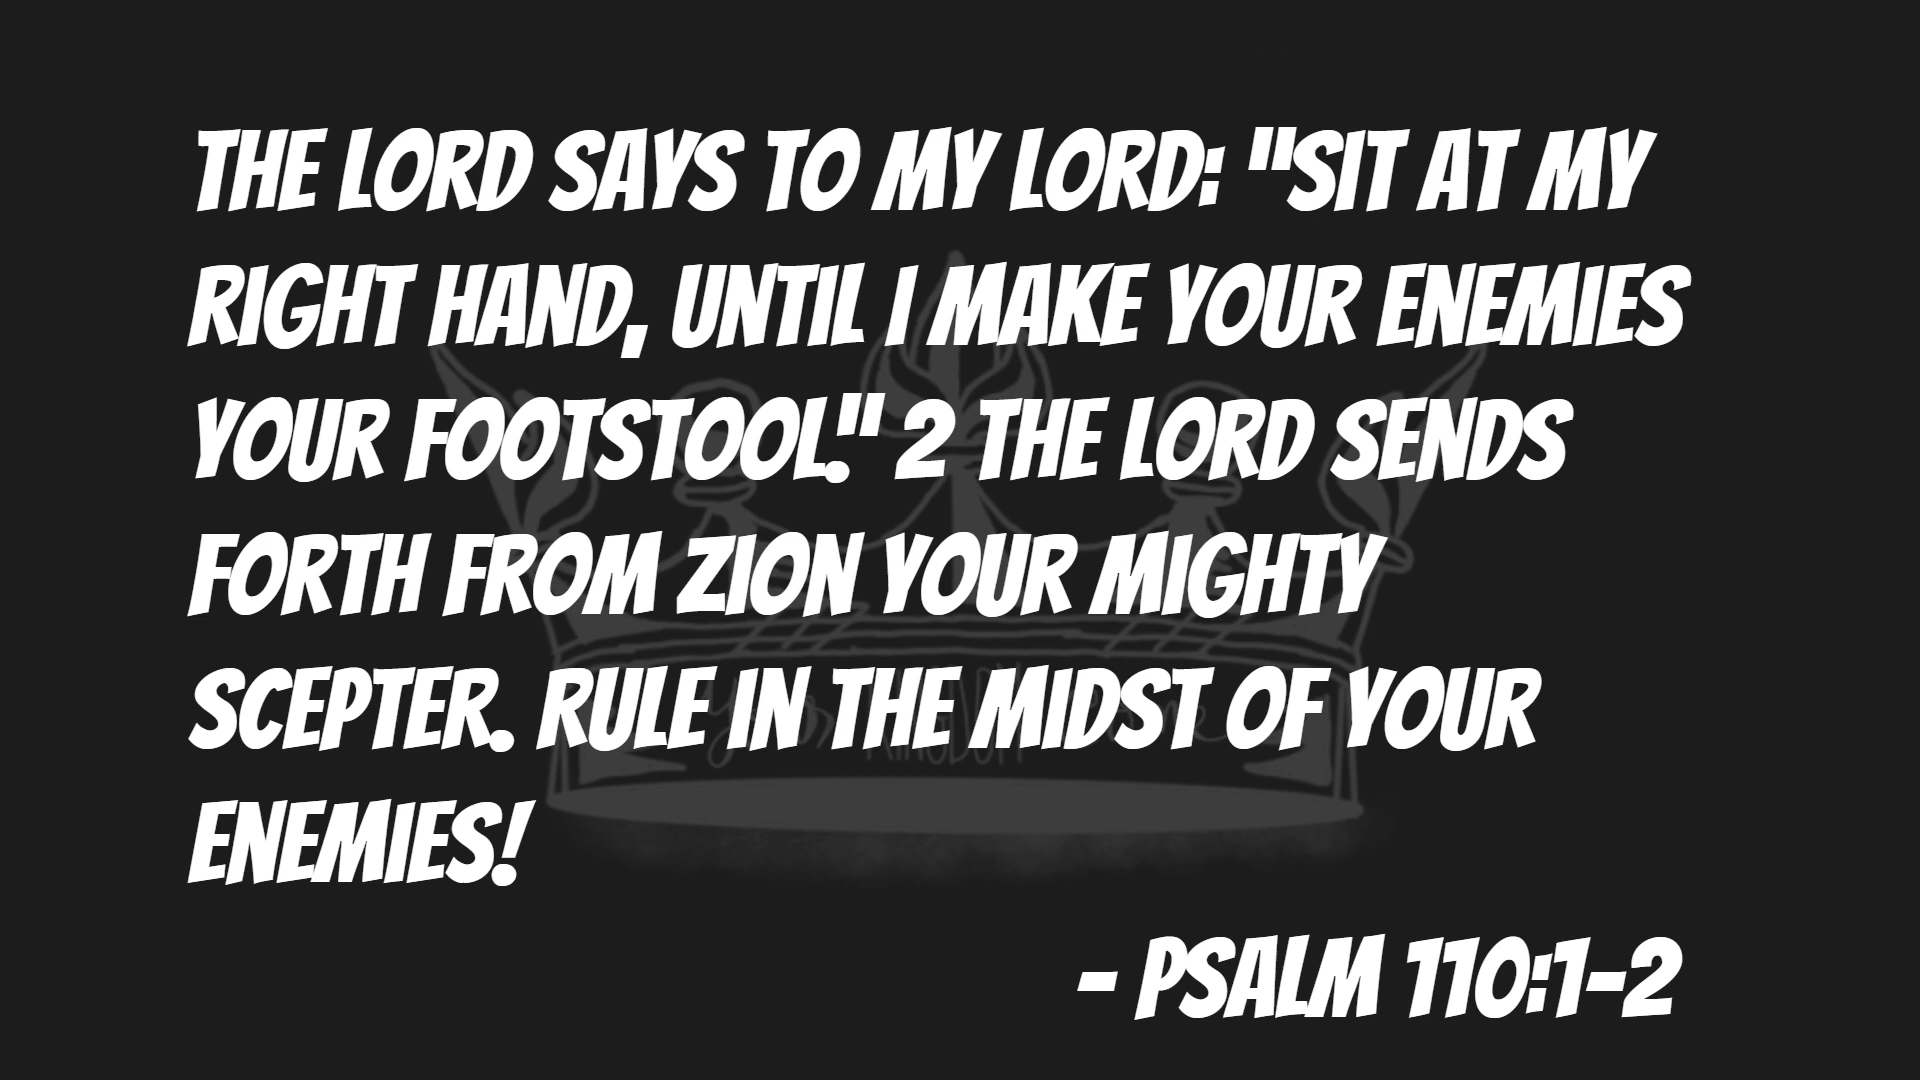 THE LORD SAYS TO MY LORD: "SIT AT MY
RIGHT HAND, UNTIL I MAKE YOUR ENEMIES
YOUR FOOTSTOOL." 2 THE LORD SENDS
FORTH FROM ZION YOUR MIGHTY
SCEPTER. RULE IN THE MIDST OF YOUR
KINGDOM
ENEMIES!
- PSALM 110:1-2